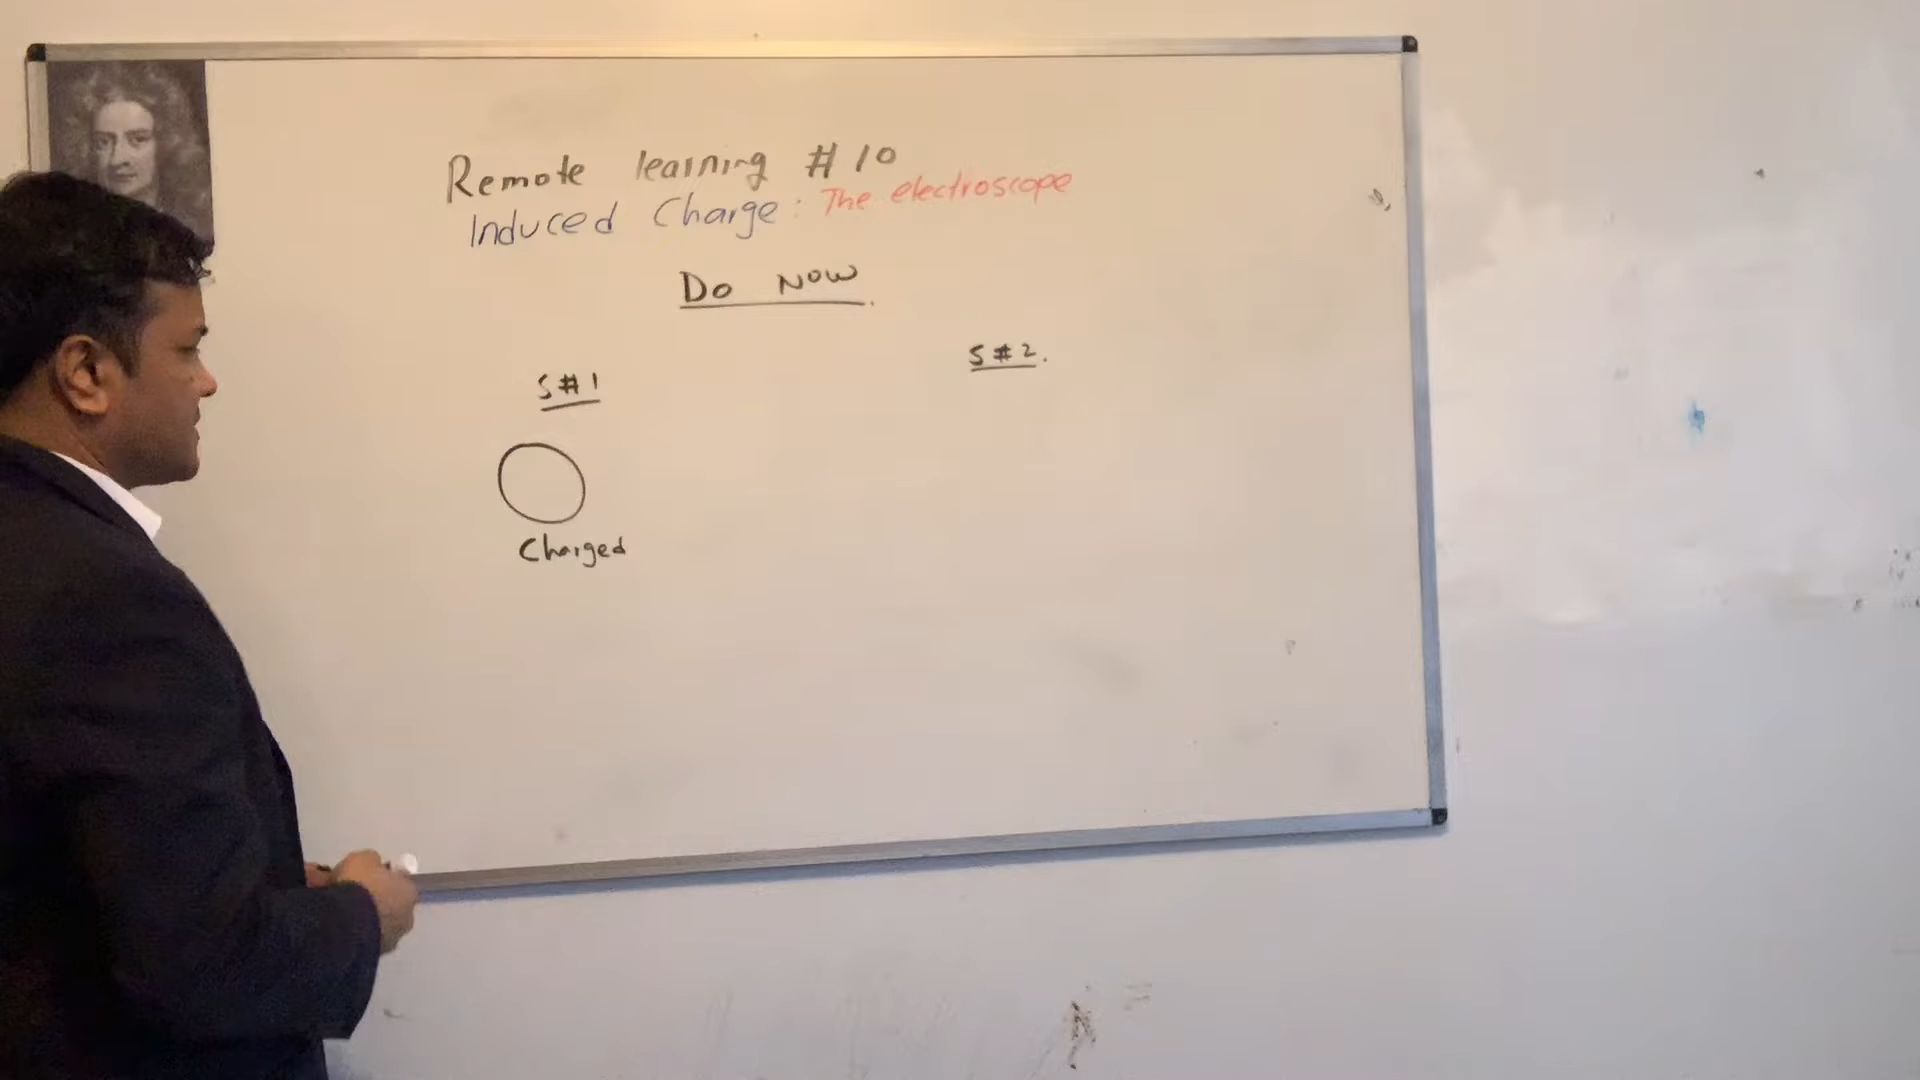 Remote learning #10
Induced Charge: The electroscope
Do Now.
S#1
S#2.
Charged